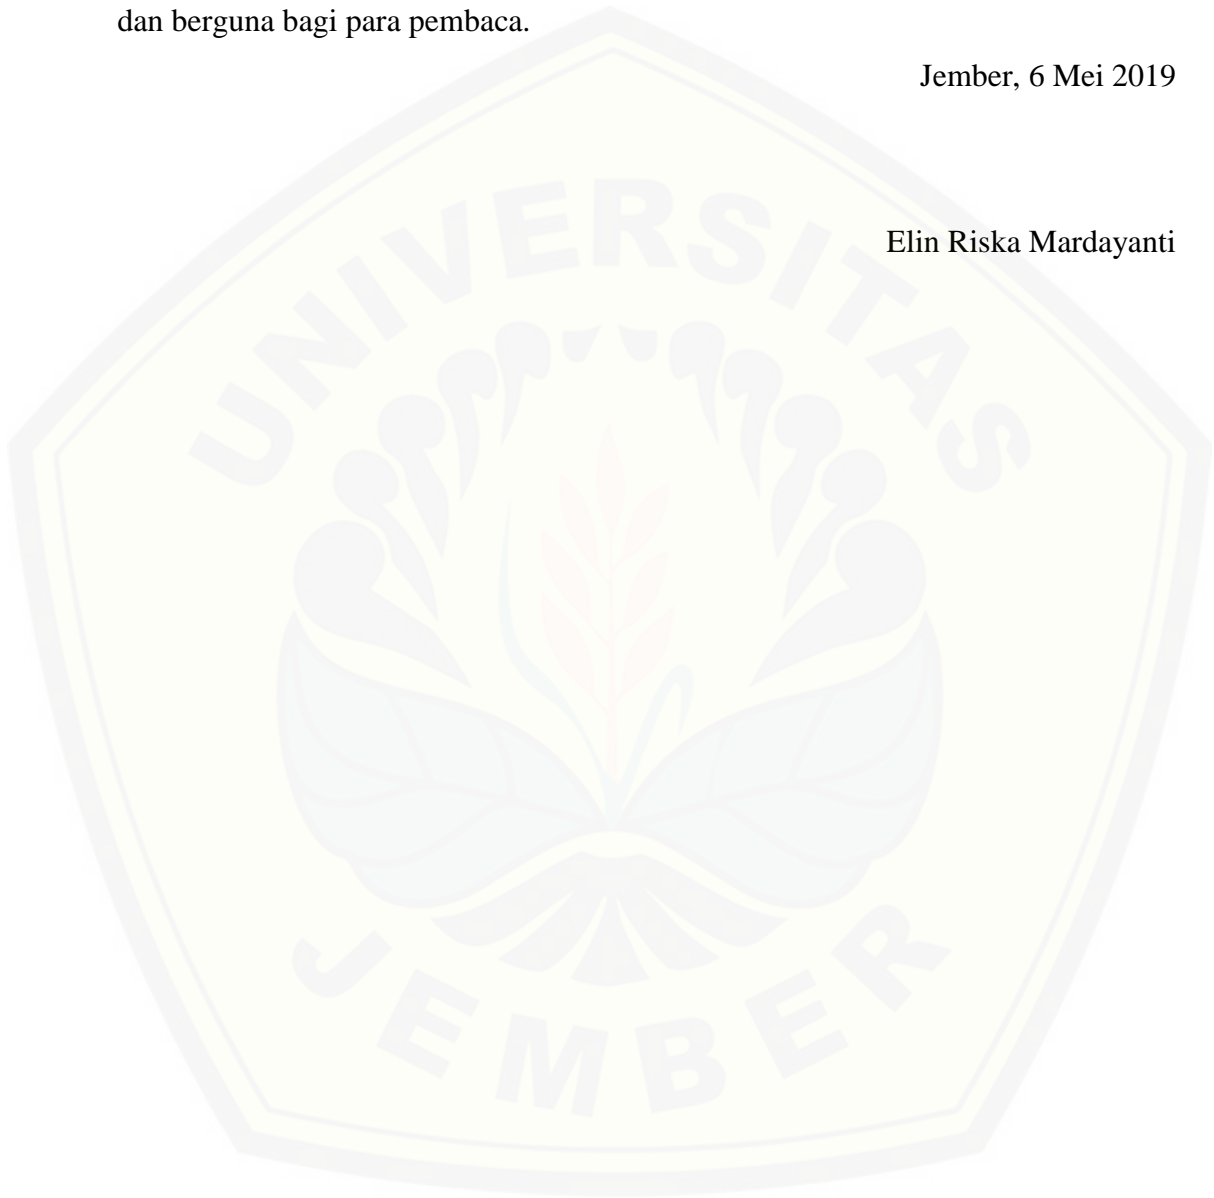 dan berguna bagi para pembaca.
Jember, 6 Mei 2019
Elin Riska Mardayanti
UNIVERSITAS
JEMBER